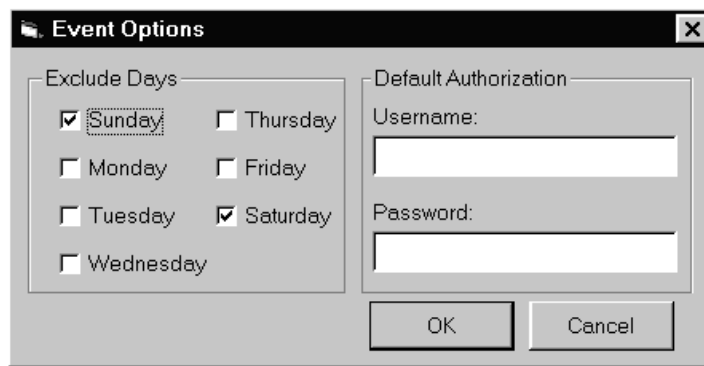 Event Options
Exclude Days
Sunday
Thursday
Monday
Friday
Tuesday
Saturday
Wednesday
Default Authorization
Username:
Password:
OK
Cancel